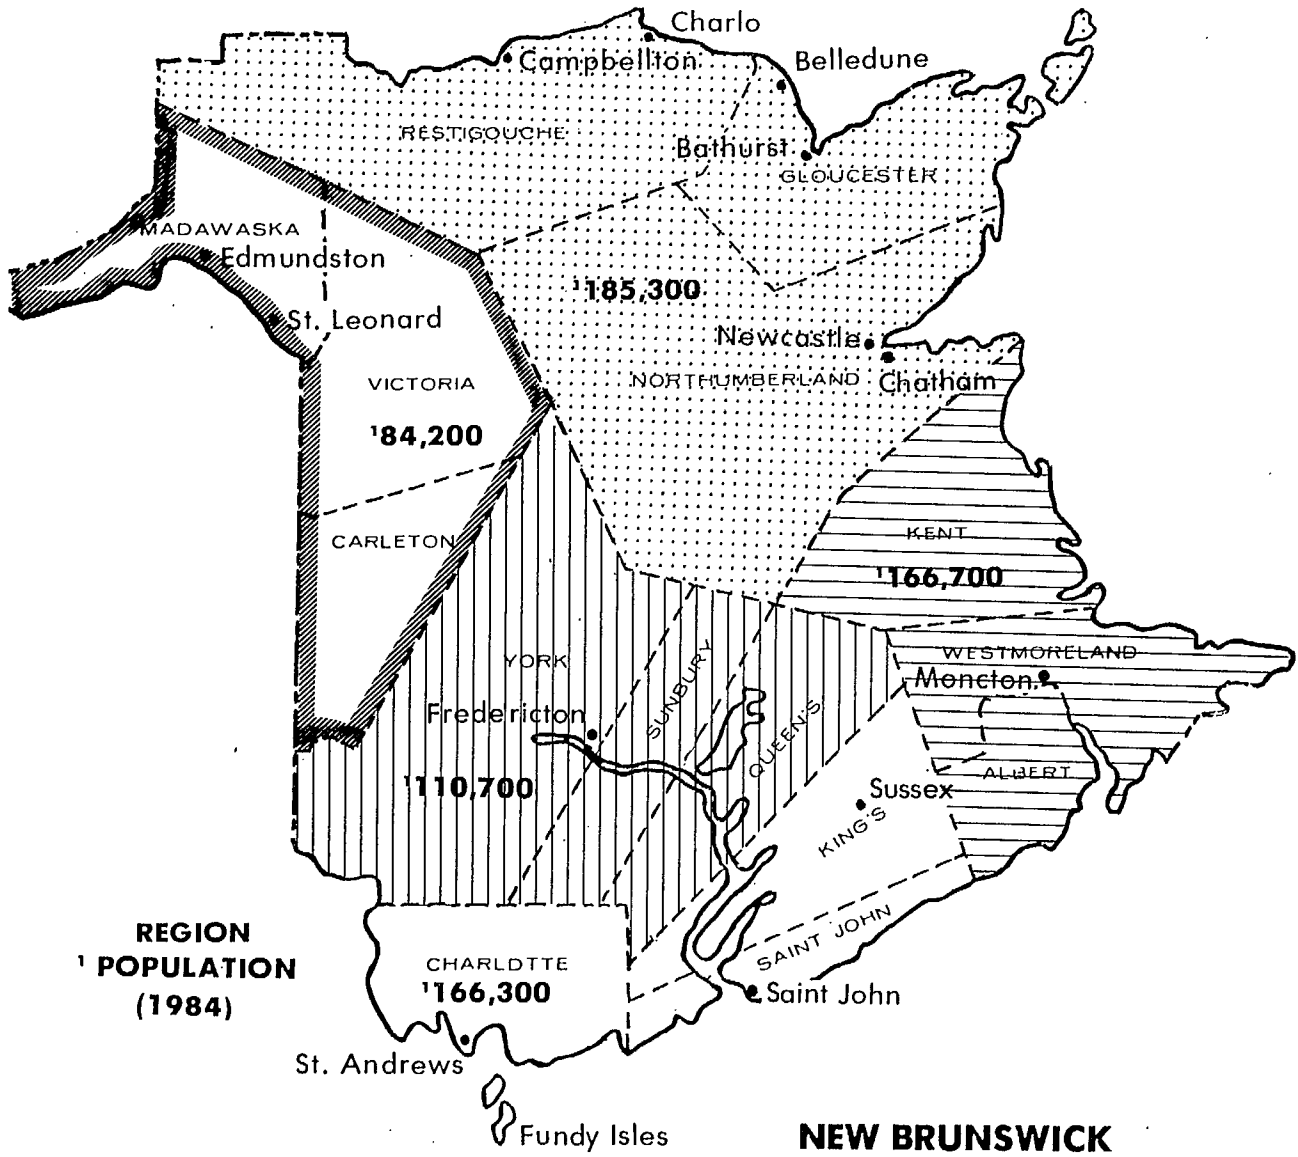 Charlo
Campbellton
Belledune
RESTIGOUCHE
Bathurst
GLOUCESTER
MADAWASKA
Edmundston
¹185,300
St. Leonard
Newcastle
VICTORIA
NORTHUMBERLAND
Chatham
¹84,200
CARLETON
KENT
¹166,700
YORK
SUNBURY
WESTMORELAND
Moncton
Fredericton
QUEEN'S
ALBERT
¹110,700
Sussex
KING'S
REGION
¹ POPULATION
(1984)
SAINT JOHN
CHARLOTTE
¹166,300
Saint John
St. Andrews
Fundy Isles
NEW BRUNSWICK